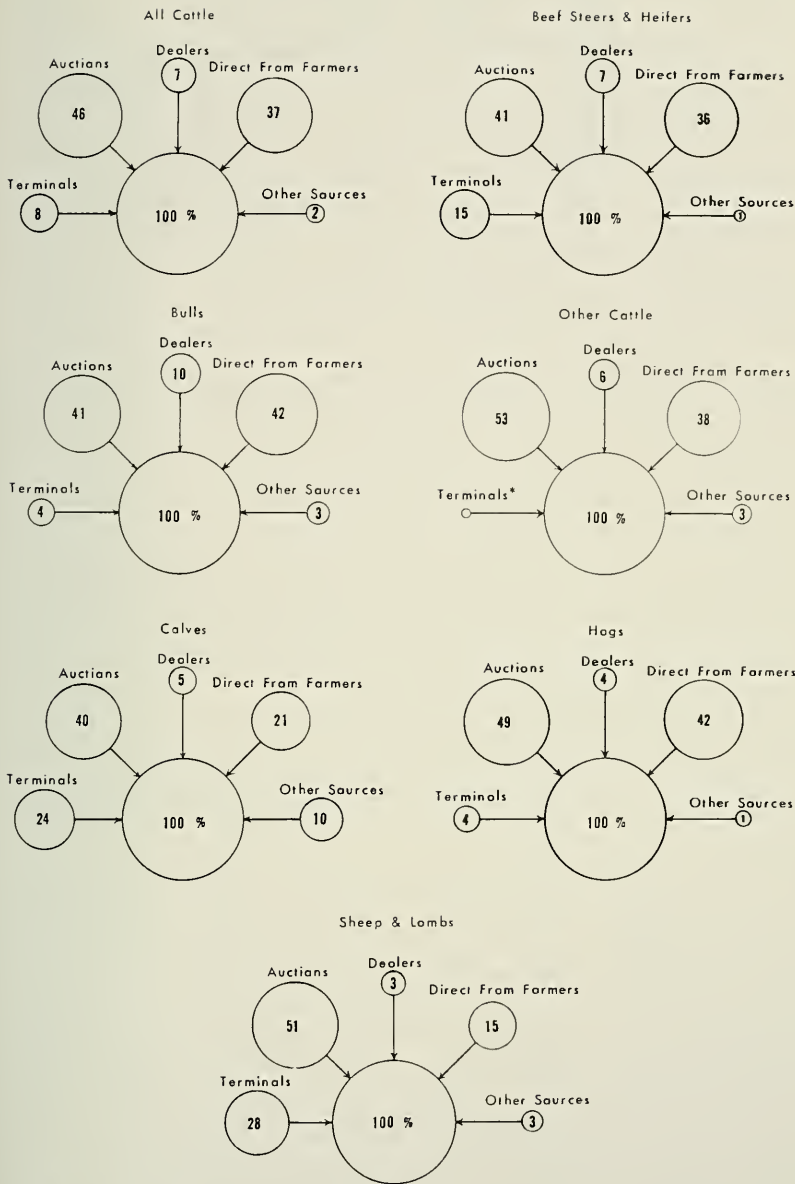 All Cattle
Dealers
7
Auctions
46
Direct From Farmers
37
Terminals
8
100 %
Other Sources
2
Beef Steers & Heifers
Dealers
7
Auctions
41
Direct From Farmers
36
Terminals
15
100 %
Other Sources
1
Bulls
Dealers
10
Auctions
41
Direct From Farmers
42
Terminals
4
100 %
Other Sources
3
Other Cattle
Dealers
6
Auctions
53
Direct From Farmers
38
Terminals*
100 %
Other Sources
3
Calves
Dealers
5
Auctions
40
Direct From Farmers
21
Terminals
24
100 %
Other Sources
10
Hogs
Dealers
4
Auctions
49
Direct From Farmers
42
Terminals
4
100 %
Other Sources
1
Sheep & Lambs
Dealers
3
Auctions
51
Direct From Farmers
15
Terminals
28
100 %
Other Sources
3